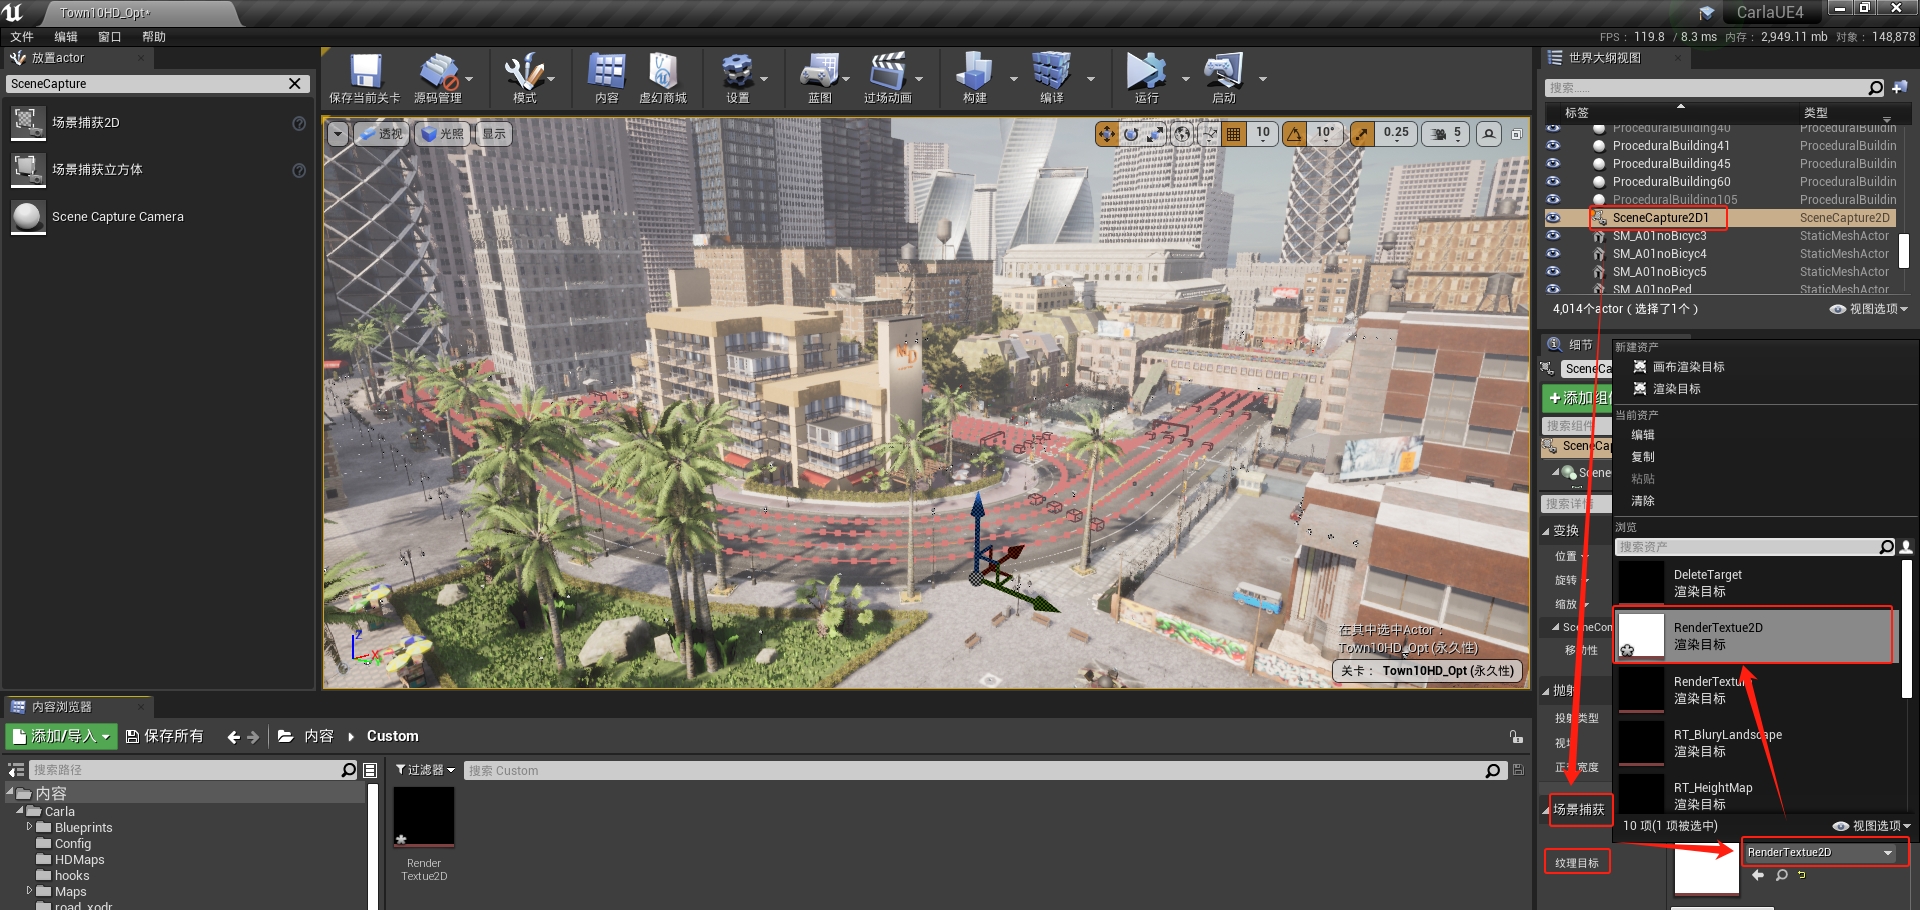 Town10HD_Opt*
CarlaUE4
文件 编辑 窗口 帮助
FPS： 119.8 / 8.3 ms 内存： 2,949.11 mb 对象： 148,878
放置actor
SceneCapture
场景捕获2D
场景捕获立方体
Scene Capture Camera
保存当前关卡 源码管理 模式 内容 虚幻商城 设置 蓝图 过场动画 构建 编译 运行 启动
透视 光照 显示
10 10° 0.25 5
在其中选中Actor：
Town10HD_Opt (永久性)
关卡： Town10HD_Opt (永久性)
世界大纲视图
搜索......
标签 类型
ProceduralBuilding40 ProceduralBuildin
ProceduralBuilding41 ProceduralBuildin
ProceduralBuilding45 ProceduralBuildin
ProceduralBuilding60 ProceduralBuildin
ProceduralBuilding105 ProceduralBuildin
SceneCapture2D1 SceneCapture2D
SM_A01noBicyc3 StaticMeshActor
SM_A01noBicyc4 StaticMeshActor
SM_A01noBicyc5 StaticMeshActor
SM_A01noPed StaticMeshActor
4,014个actor（选择了1个） 视图选项
细节
SceneCa
添加组件
搜索组件
SceneCap
Scene
搜索详情
变换
位置
旋转
缩放
SceneCom
移动性
投射类型
场景捕获
纹理目标
新建资产
画布渲染目标
渲染目标
当前资产
编辑
复制
粘贴
清除
浏览
搜索资产
DeleteTarget
渲染目标
RenderTextue2D
渲染目标
RenderTextu
渲染目标
RT_BluryLandscape
渲染目标
RT_HeightMap
渲染目标
10 项(1 项被选中) 视图选项
RenderTextue2D
内容浏览器
添加/导入 保存所有 内容 Custom
搜索路径
过滤器 搜索 Custom
内容
Carla
Blueprints
Config
HDMaps
hooks
Maps
road_xodr
Render
Textue2D